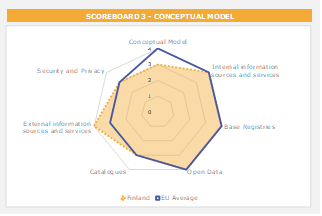 SCOREBOARD 3 - CONCEPTUAL MODEL
Conceptual Model
4
3
2
1
0
Internal information
sources and services
Security and Privacy
External information
sources and services
Base Registries
Catalogues
Open Data
Finland
EU Average